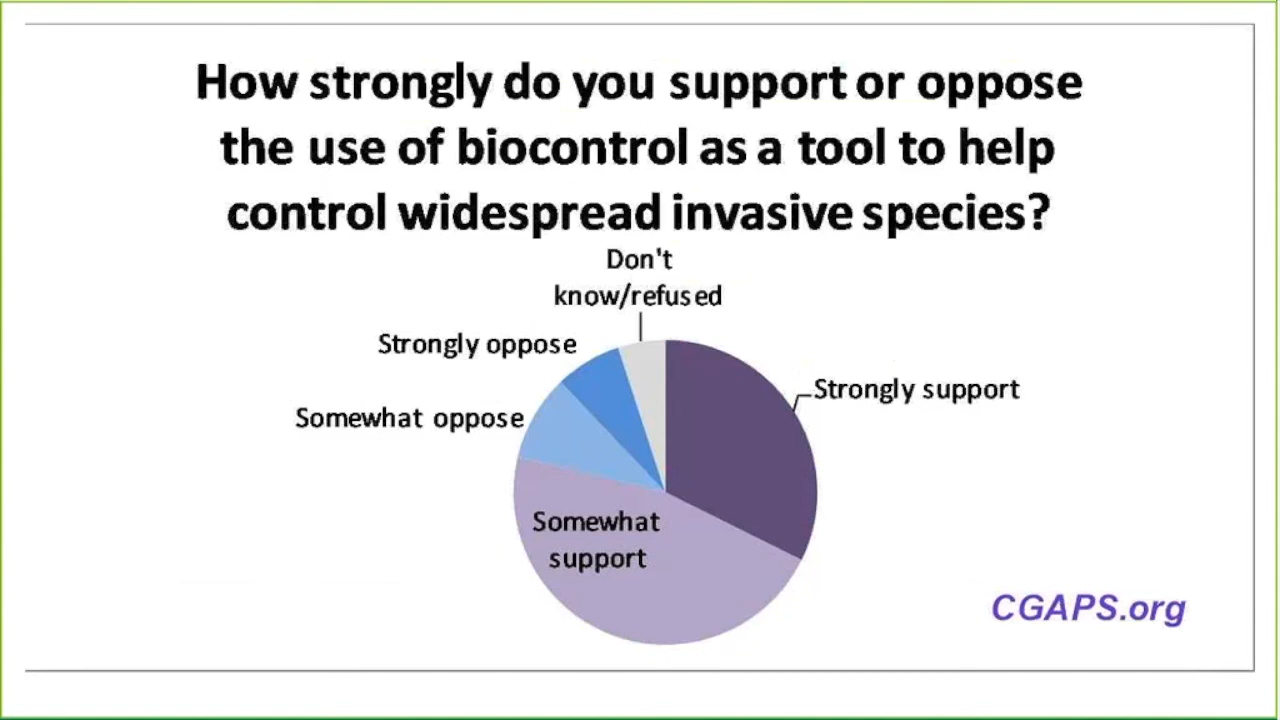 How strongly do you support or oppose
the use of biocontrol as a tool to help
control widespread invasive species?
Don't
know/refused
Strongly oppose
Strongly support
Somewhat oppose
Somewhat
support
CGAPS.org